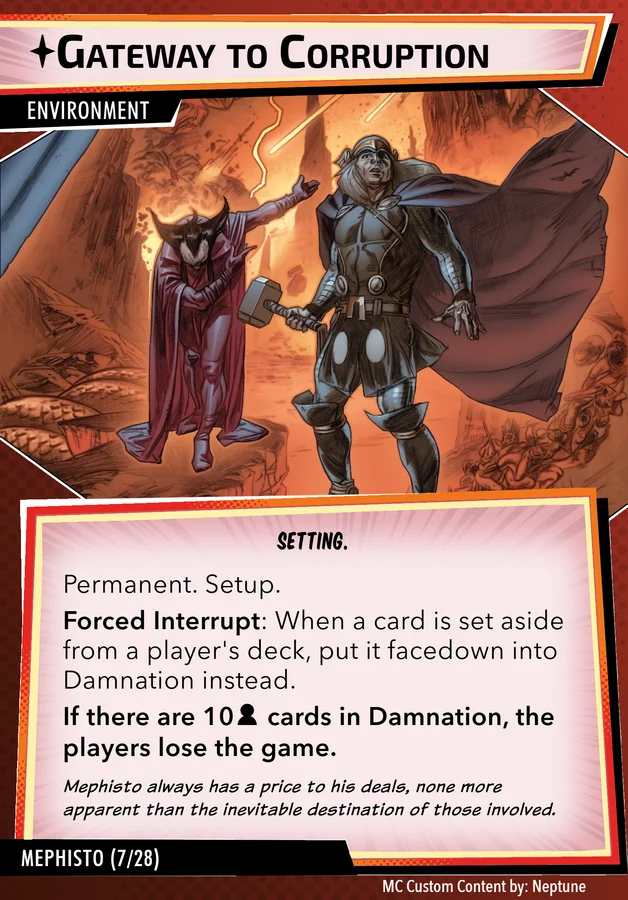 GATEWAY TO CORRUPTION
ENVIRONMENT
SETTING.
Permanent. Setup.
Forced Interrupt: When a card is set aside
from a player's deck, put it facedown into
Damnation instead.
If there are 10 cards in Damnation, the
players lose the game.
Mephisto always has a price to his deals, none more
apparent than the inevitable destination of those involved.
MEPHISTO (7/28)
MC Custom Content by: Neptune